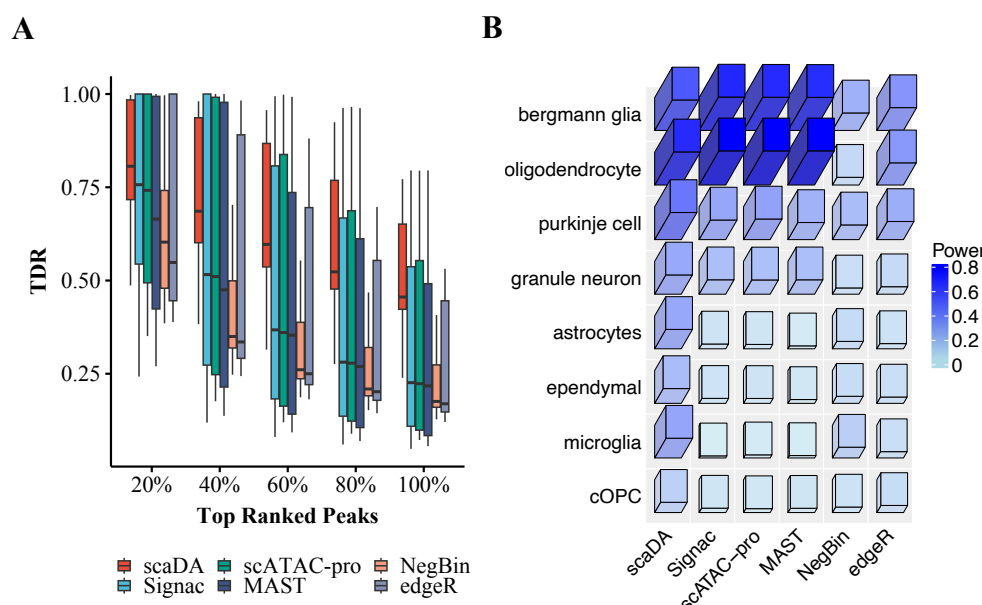 A
TDR
1.00
0.75
0.50
0.25
20% 40% 60% 80% 100%
Top Ranked Peaks
scaDA scATAC-pro NegBin
Signac MAST edgeR
B
bergmann glia
oligodendrocyte
purkinje cell
granule neuron
astrocytes
ependymal
microglia
cOPC
scaDA Signac scATAC−pro MAST NegBin edgeR
Power
0.8
0.6
0.4
0.2
0